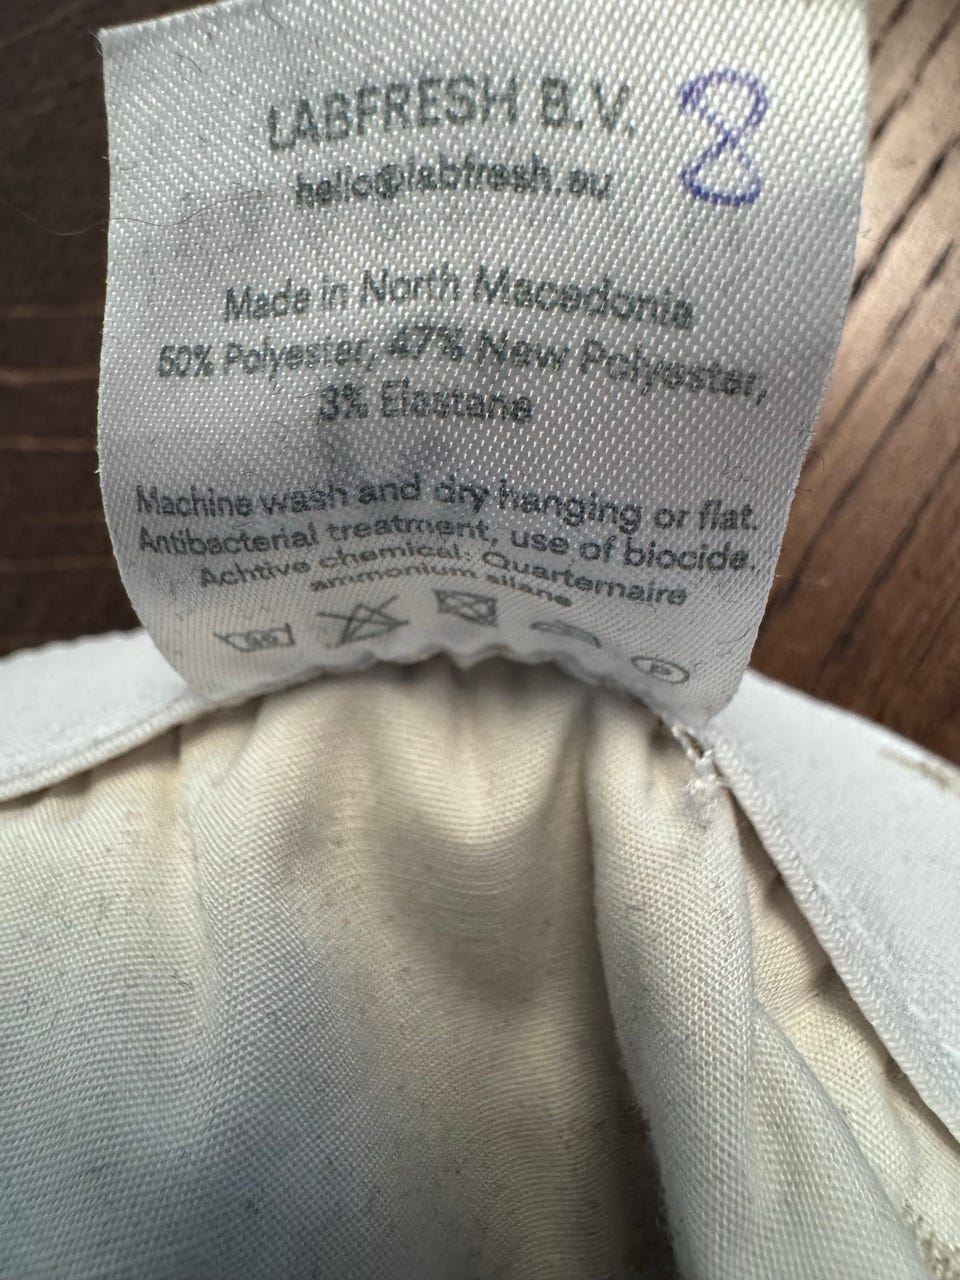 LABFRESH B.V. 8
hello@labfresh.eu
Made in North Macedonia
50% Polyester, 47% New Polyester,
3% Elastane
Machine wash and dry hanging or flat.
Antibacterial treatment, use of biocide.
Achtive chemical: Quarternaire
ammonium silane
P